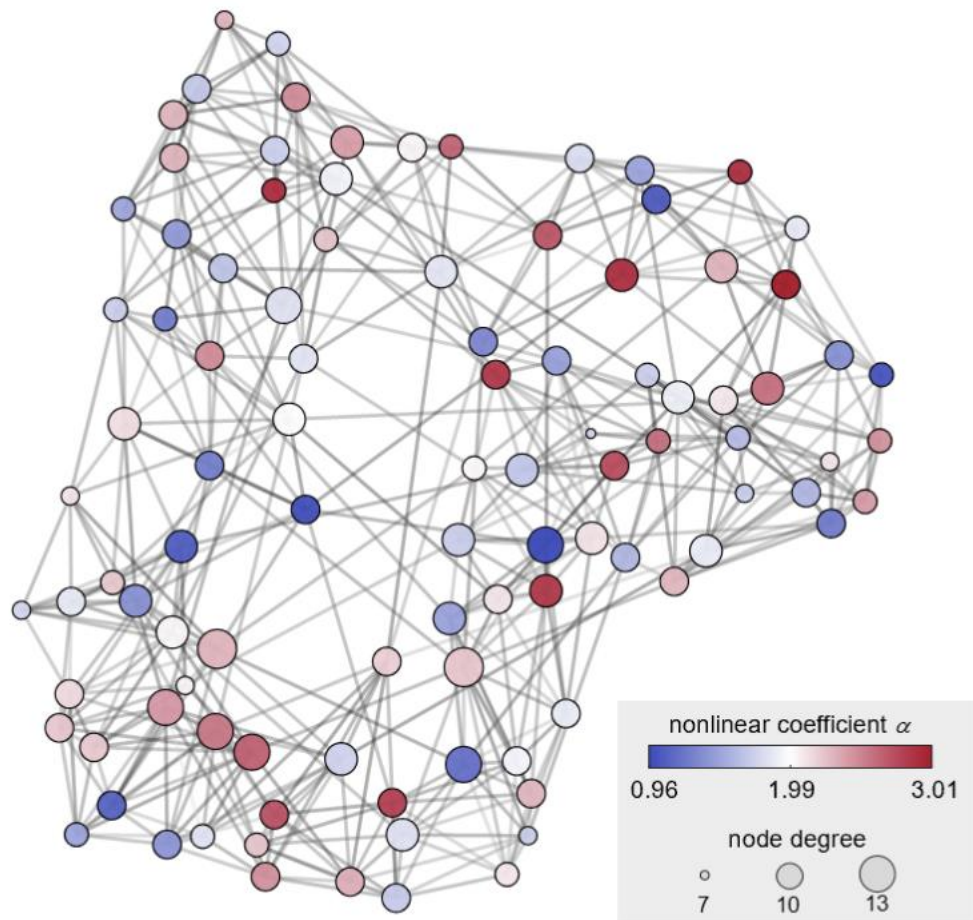 nonlinear coefficient α
0.96 1.99 3.01
node degree
7 10 13